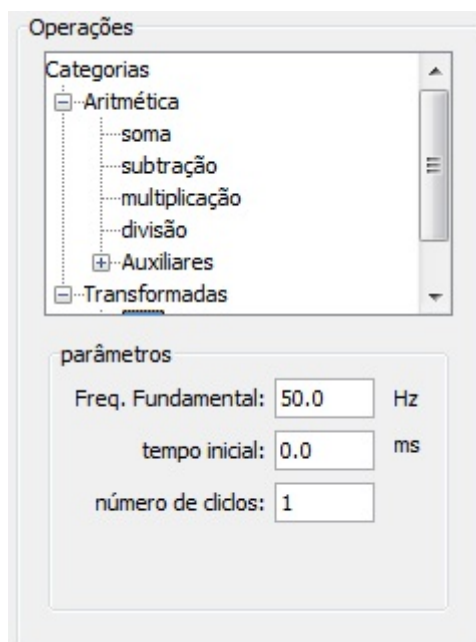 Operações
Categorias
Aritmética
soma
subtração
multiplicação
divisão
Auxiliares
Transformadas
parâmetros
Freq. Fundamental: 50.0 Hz
tempo inicial: 0.0 ms
número de cliclos: 1